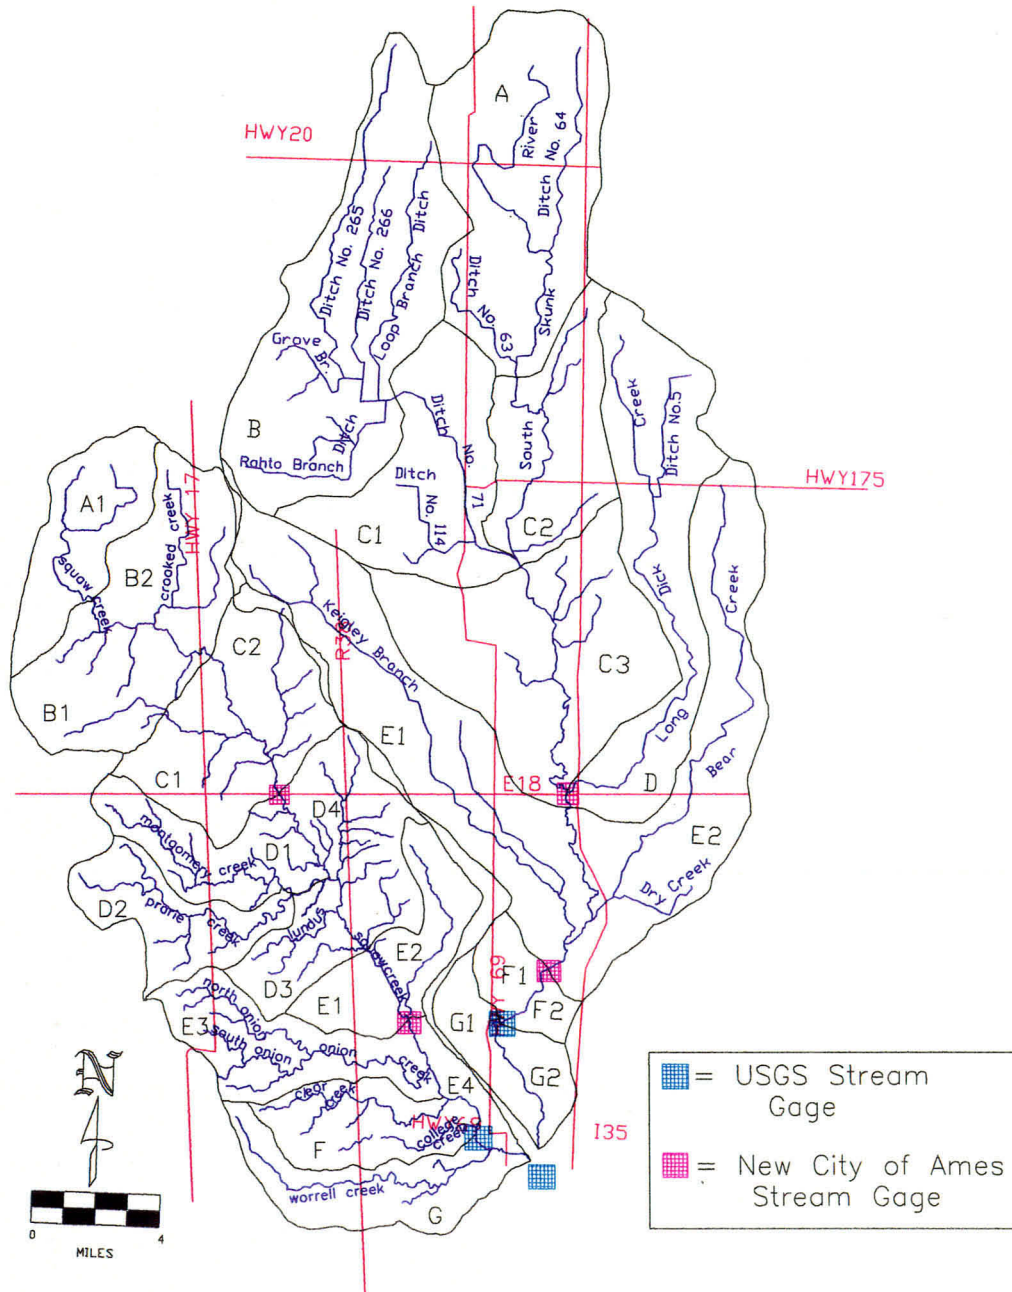 A
HWY20
River
Ditch No. 64
Ditch No. 265
Ditch No. 266
Loop Branch Ditch
Ditch No. 63
Skunk
South
Grove Br.
B
Ditch
Rahto Branch
Ditch No. 71
Ditch No. 114
C1
C2
Creek
Ditch No.5
HWY175
HWY 17
A1
squaw creek
B2
crooked creek
B1
C2
Keigley Branch
R38
C3
Dick
Creek
Long
Bear
C1
E1
E18
D
E2
Dry Creek
D4
montgomery creek
D1
D2
prarie creek
lundus
squawcreek
E2
D3
E1
F1
F2
Y 69
G1
G2
E3
north onion
south onion
onion creek
clear creek
E4
HWY69
college creek
F
worrell creek
G
I35
N
0 4
MILES
= USGS Stream
Gage
= New City of Ames
Stream Gage